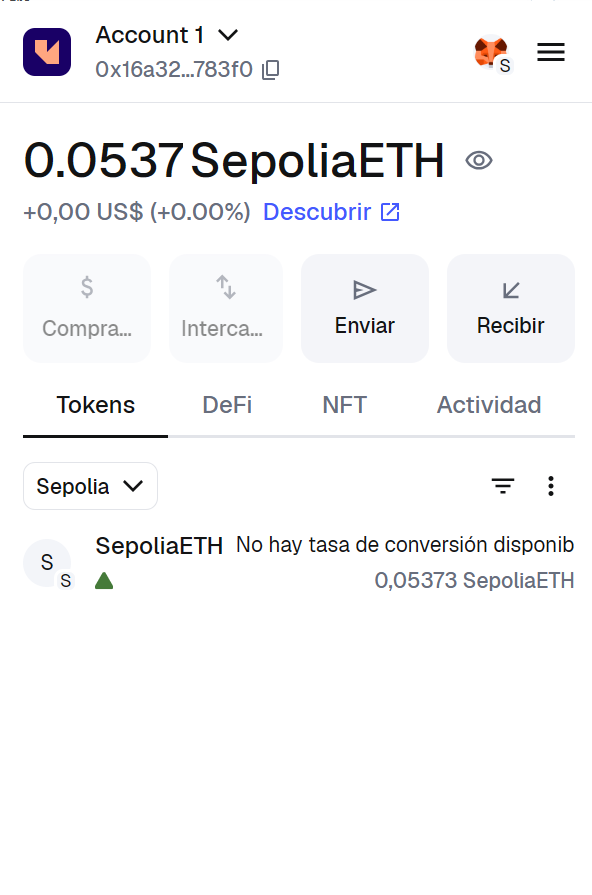 Account 1
0x16a32...783f0
S
0.0537 SepoliaETH
+0,00 US$ (+0.00%) Descubrir
$
Compra... Interca... Enviar Recibir
Tokens DeFi NFT Actividad
Sepolia
S S
SepoliaETH No hay tasa de conversión disponib
0,05373 SepoliaETH